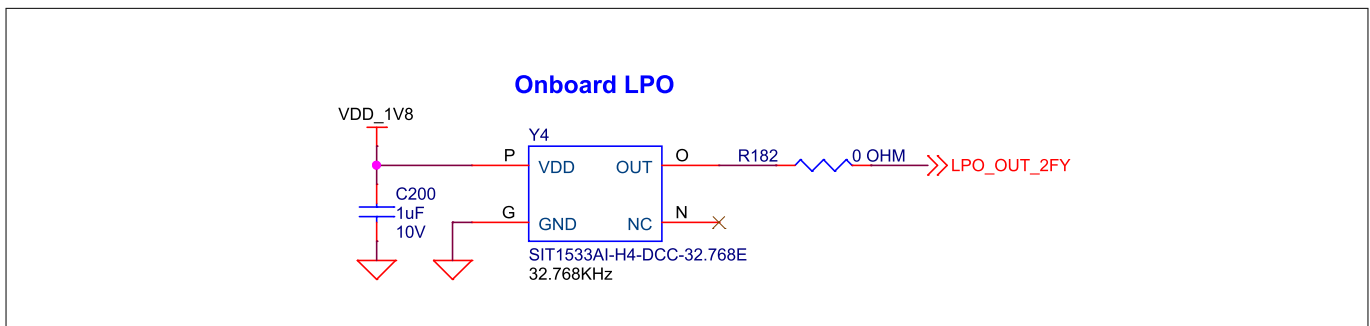 Onboard LPO
VDD_1V8
Y4
P
VDD
OUT
O
R182
0 OHM
LPO_OUT_2FY
C200
1uF
10V
G
GND
NC
N
SIT1533AI-H4-DCC-32.768E
32.768KHz